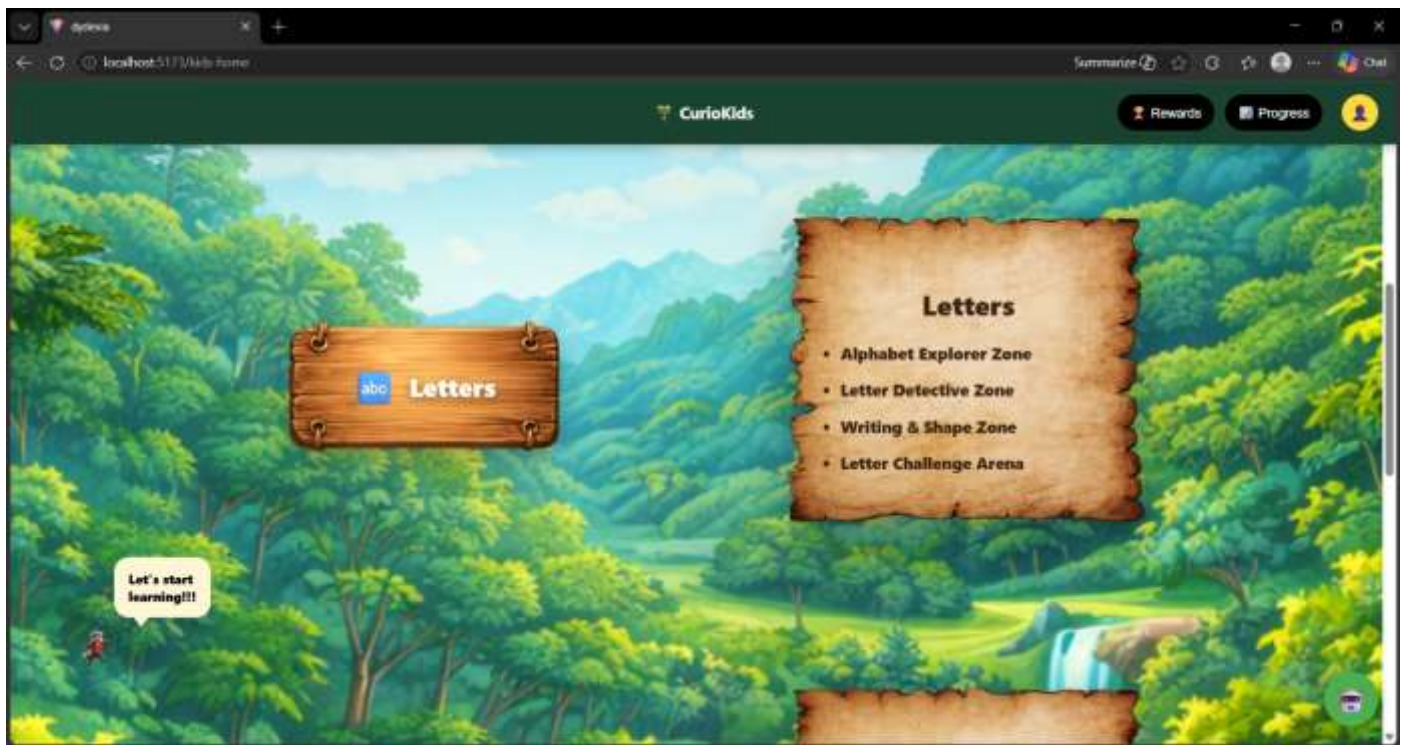 dyslexia
localhost:5173/kids-home
Summarize
Chat
CurioKids
Rewards
Progress
Letters
• Alphabet Explorer Zone
• Letter Detective Zone
• Writing & Shape Zone
• Letter Challenge Arena
abc Letters
Let's start
learning!!!